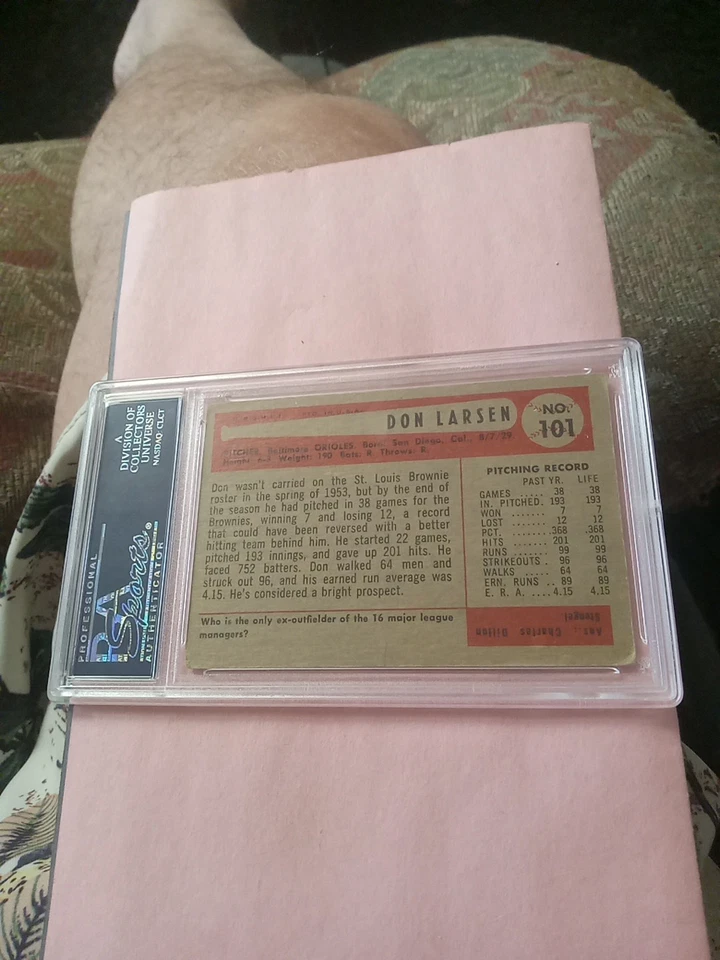 A
DIVISION OF
COLLECTORS
UNIVERSE
NASDAQ: CLCT
PROFESSIONAL
PSA
Sports
AUTHENTICATOR
DON LARSEN
NO.
101
PITCHER, Baltimore ORIOLES Born: San Diego, Cal., 8/7/29
Weight: 190 Bats: R. Throws: R.
Don wasn't carried on the St. Louis Brownie
roster in the spring of 1953, but by the end of
the season he had pitched in 38 games for the
Brownies, winning 7 and losing 12, a record
that could have been reversed with a better
hitting team behind him. He started 22 games,
pitched 193 innings, and gave up 201 hits. He
faced 752 batters. Don walked 64 men and
struck out 96, and his earned run average was
4.15. He's considered a bright prospect.
PITCHING RECORD
PAST YR. LIFE
GAMES ..... 38 38
IN. PITCHED. 193 193
WON ....... 7 7
LOST ...... 12 12
PCT. ...... .368 .368
HITS ...... 201 201
RUNS ...... 99 99
STRIKEOUTS . 96 96
WALKS ..... 64 64
ERN. RUNS .. 89 89
E. R. A. .... 4.15 4.15
Who is the only ex-outfielder of the 16 major league
managers?
Ans.. Charles Dillon
Stengel